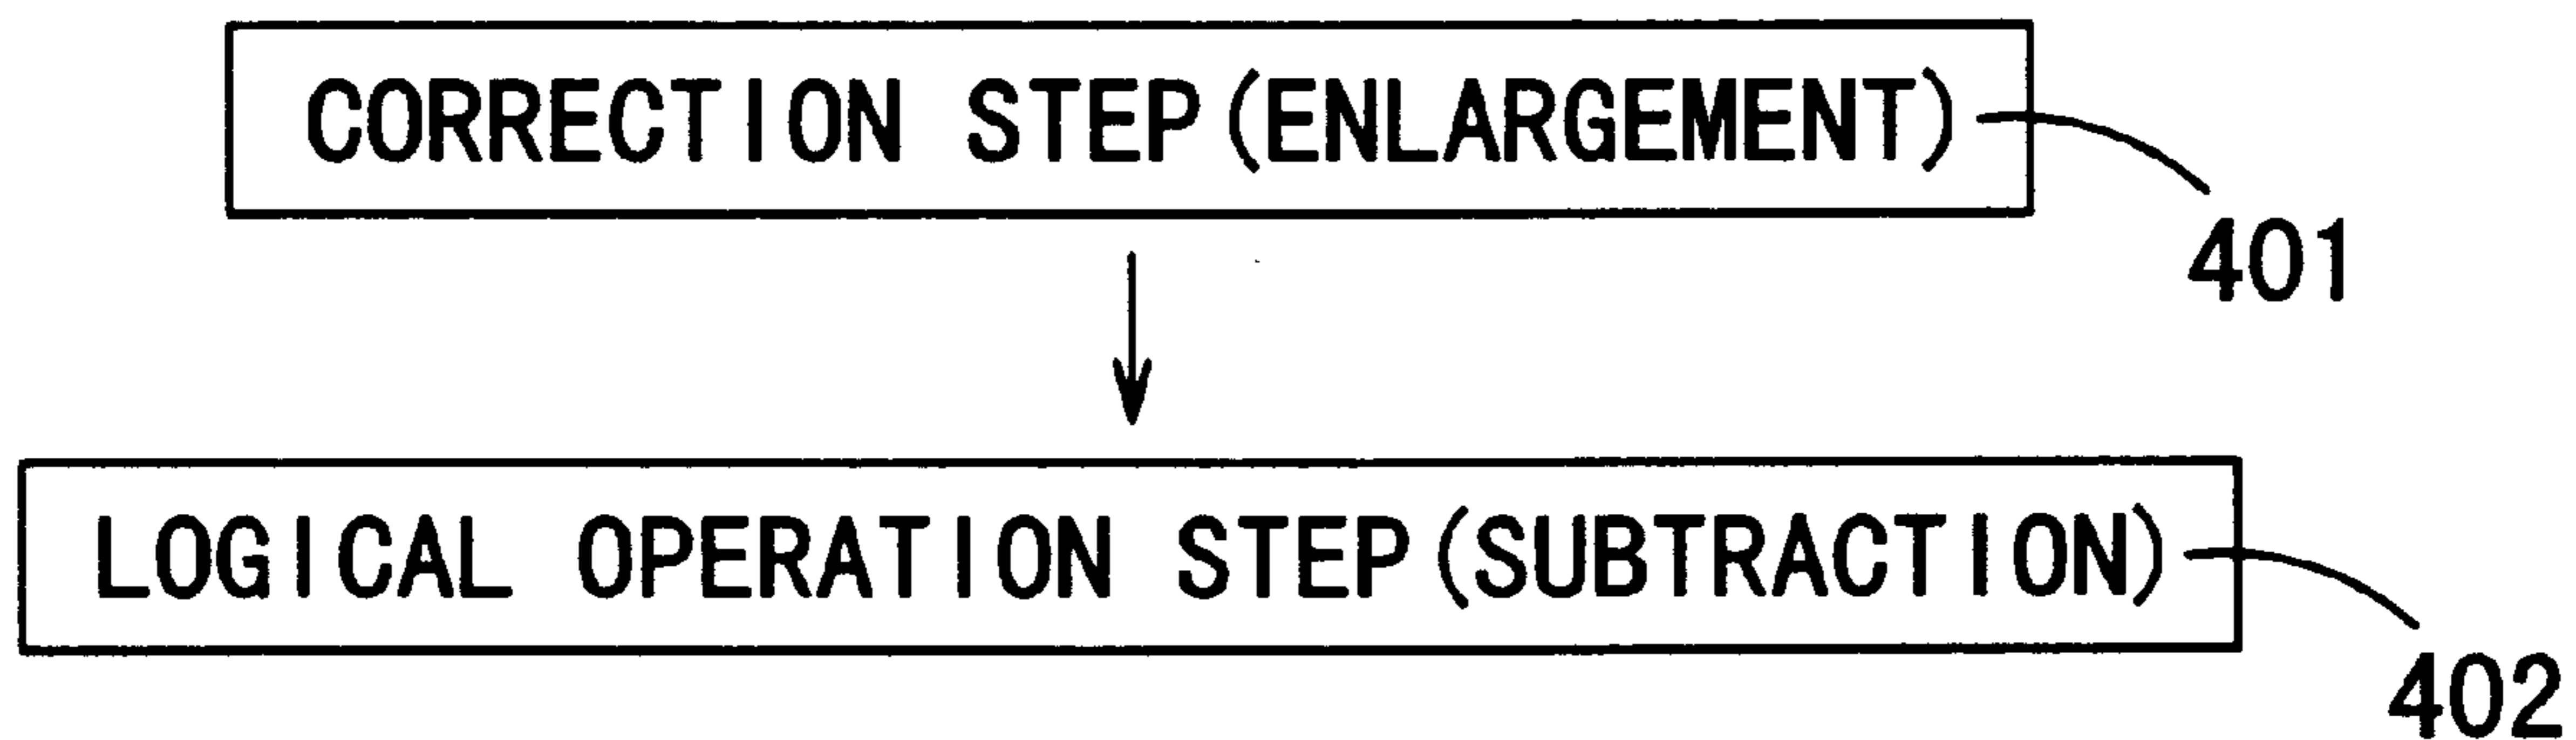 CORRECTION STEP(ENLARGEMENT)
401
LOGICAL OPERATION STEP(SUBTRACTION)
402